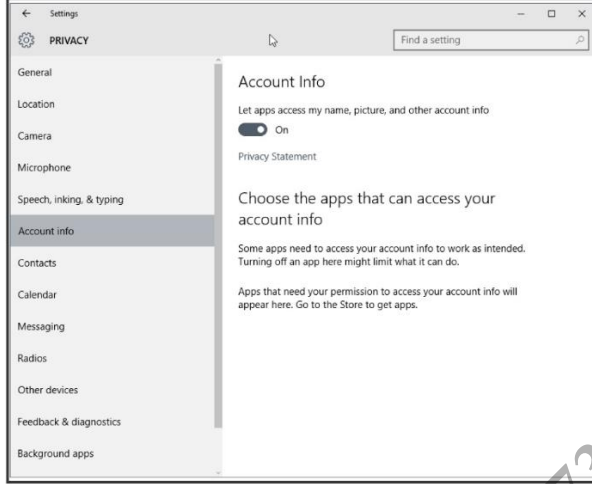 Settings
PRIVACY
Find a setting
General
Location
Camera
Microphone
Speech, inking, & typing
Account info
Contacts
Calendar
Messaging
Radios
Other devices
Feedback & diagnostics
Background apps
Account Info
Let apps access my name, picture, and other account info
On
Privacy Statement
Choose the apps that can access your
account info
Some apps need to access your account info to work as intended.
Turning off an app here might limit what it can do.
Apps that need your permission to access your account info will
appear here. Go to the Store to get apps.